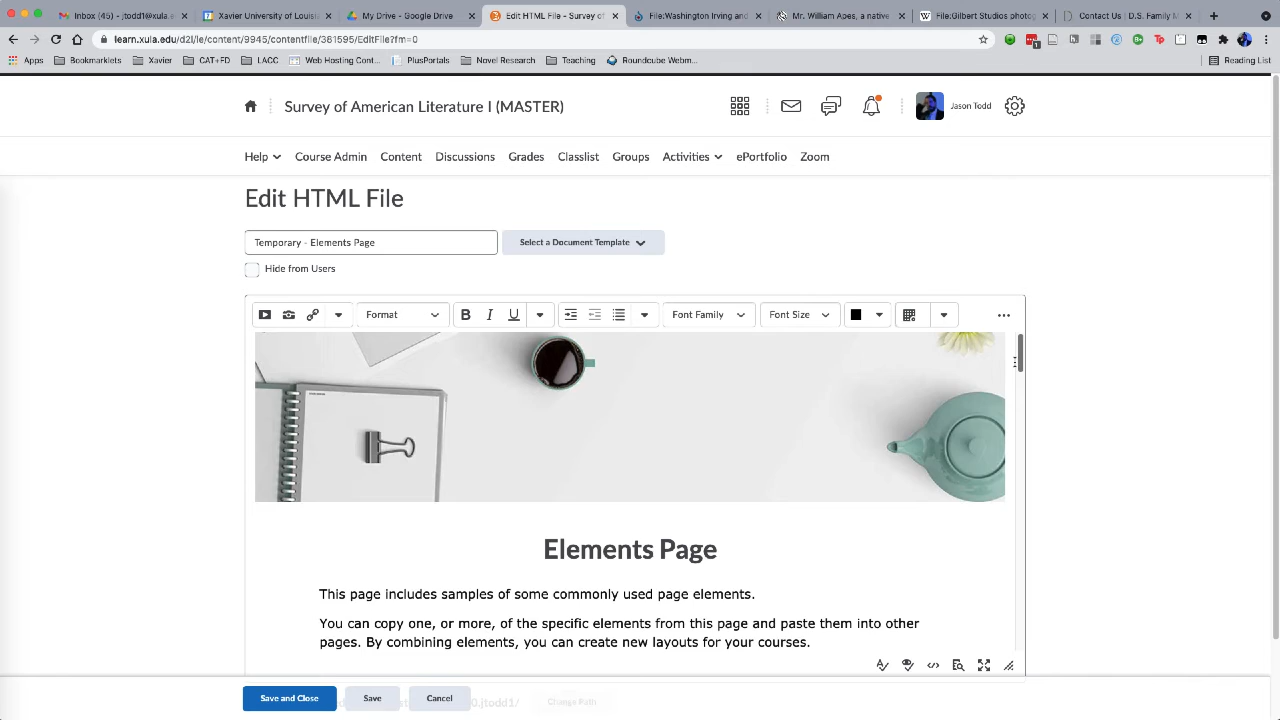 Inbox (45) - jtodd1@xula.e
Xavier University of Louisi
My Drive - Google Drive
Edit HTML File - Survey of
File:Washington Irving and
Mr. William Apes, a native
File:Gilbert Studios photog
Contact Us | D.S. Family M
learn.xula.edu/d2l/le/content/9945/contentfile/381595/EditFile?fm=0
Apps
Bookmarklets
Xavier
CAT+FD
LACC
Web Hosting Cont...
PlusPortals
Novel Research
Teaching
Roundcube Webm...
Reading List
Survey of American Literature I (MASTER)
Jason Todd
Help
Course Admin
Content
Discussions
Grades
Classlist
Groups
Activities
ePortfolio
Zoom
Edit HTML File
Temporary - Elements Page
Select a Document Template
Hide from Users
Format
B I U
Font Family
Font Size
Elements Page
This page includes samples of some commonly used page elements.
You can copy one, or more, of the specific elements from this page and paste them into other
pages. By combining elements, you can create new layouts for your courses.
Save and Close
Save
Cancel
0.jtodd1/
Change Path